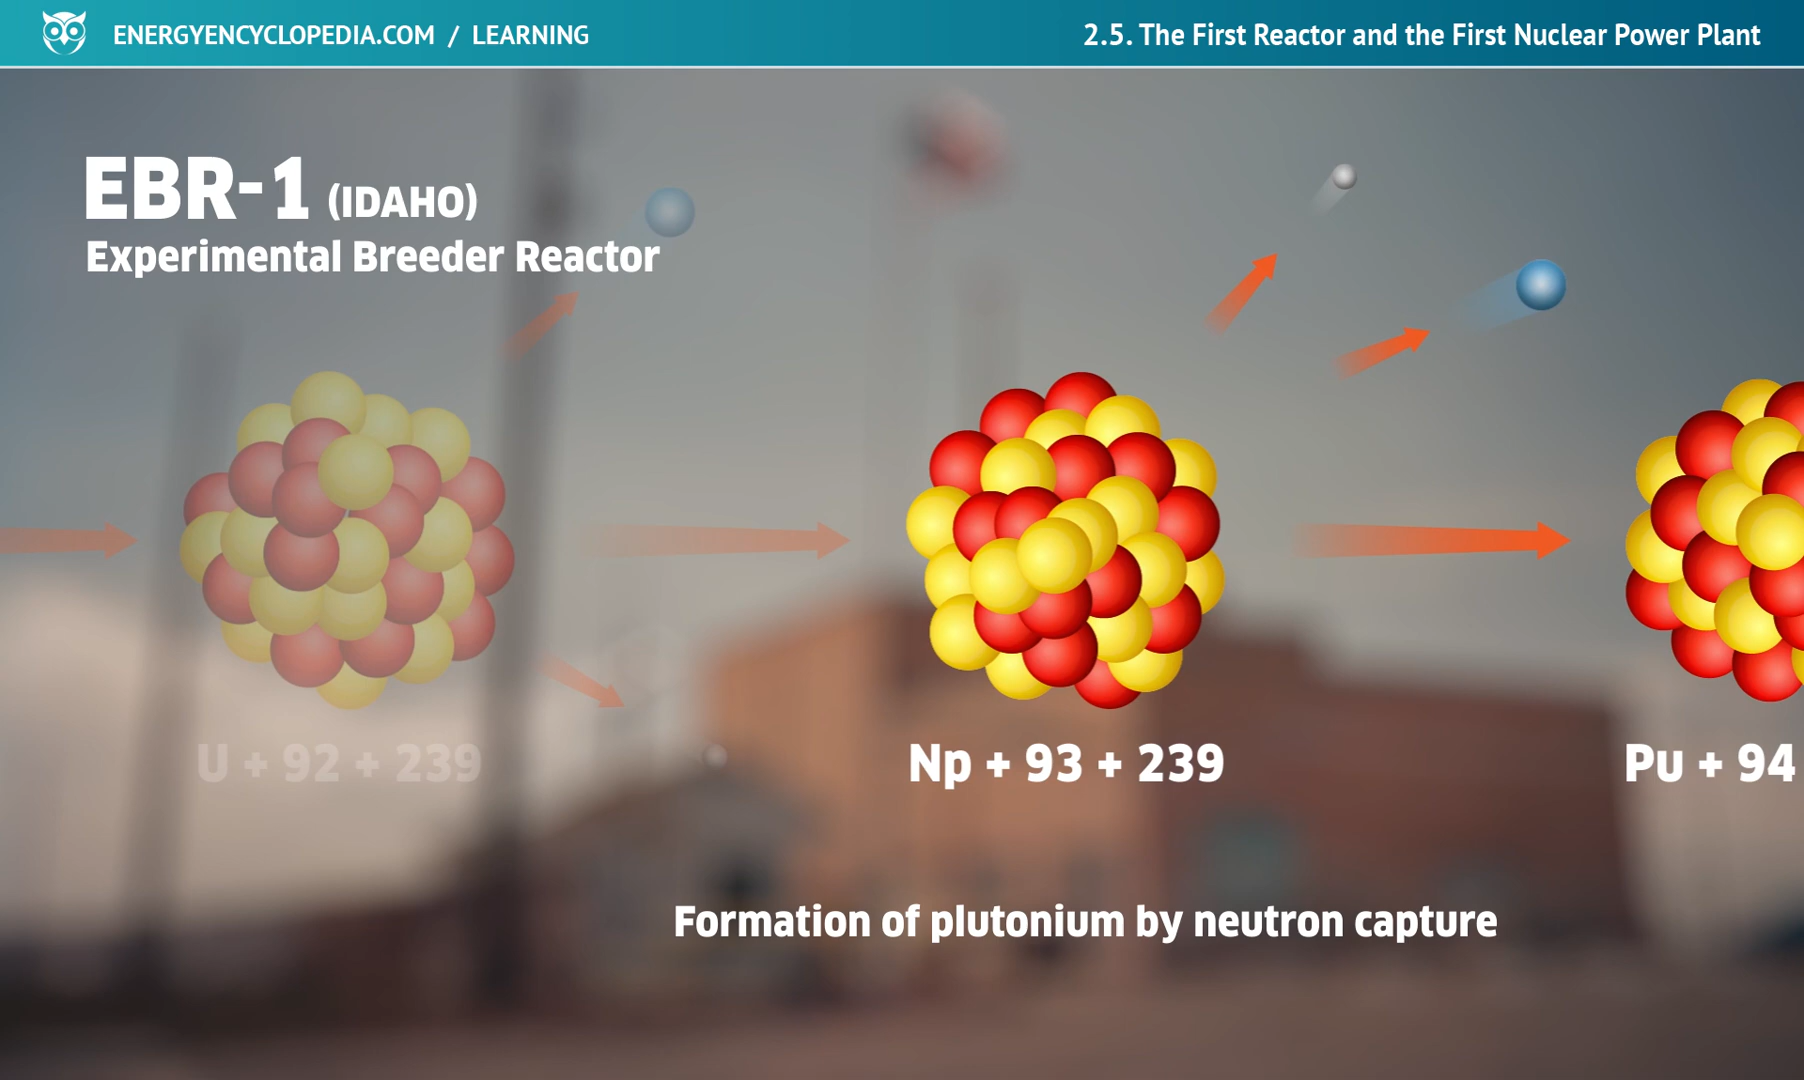 ENERGYENCYCLOPEDIA.COM / LEARNING
2.5. The First Reactor and the First Nuclear Power Plant
EBR-1 (IDAHO)
Experimental Breeder Reactor
U + 92 + 239
Np + 93 + 239
Pu + 94
Formation of plutonium by neutron capture